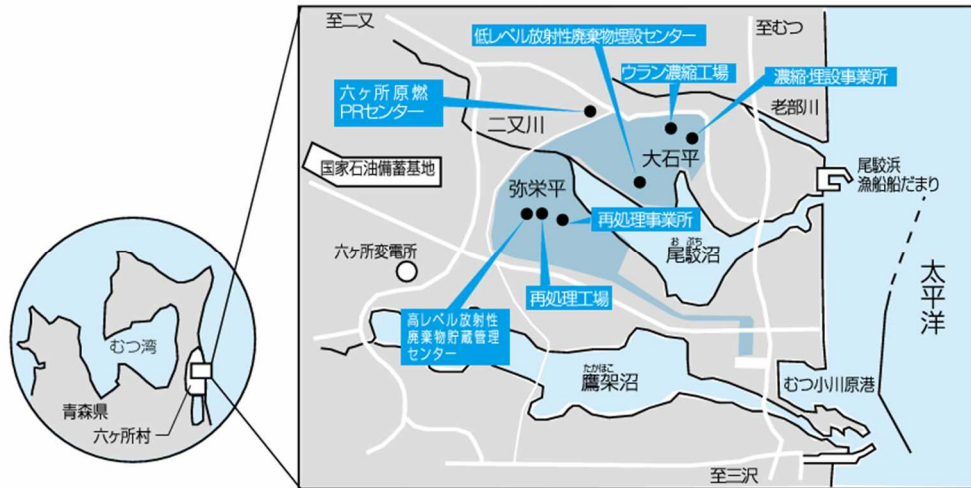 至二又
低レベル放射性廃棄物埋設センター
至むつ
ウラン濃縮工場
濃縮・埋設事業所
六ヶ所原燃
PRセンター
二又川
老部川
国家石油備蓄基地
大石平
尾駮浜
漁船船だまり
弥栄平
再処理事業所
おぶち
尾駮沼
六ヶ所変電所
太平洋
再処理工場
高レベル放射性
廃棄物貯蔵管理
センター
むつ湾
たかほこ
鷹架沼
むつ小川原港
青森県
六ヶ所村
至三沢